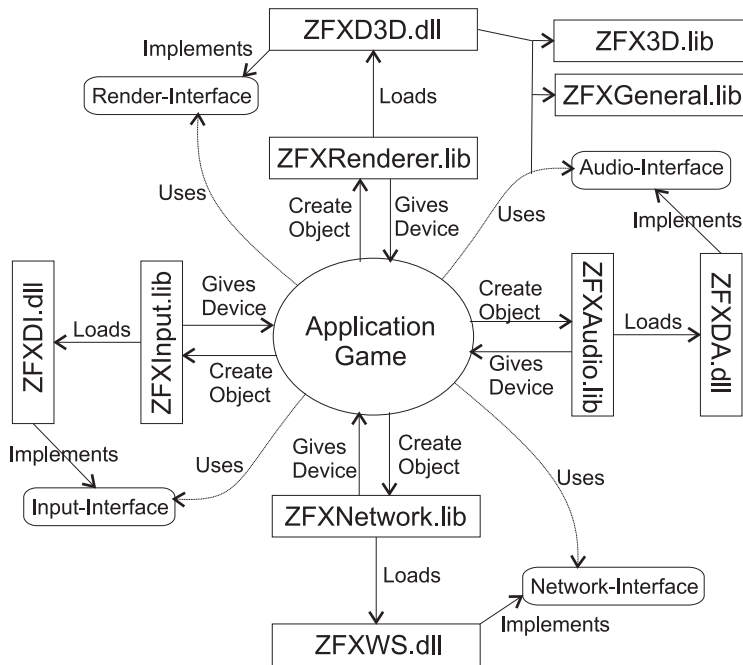 ZFXD3D.dll
ZFX3D.lib
Implements
Render-Interface
ZFXGeneral.lib
Loads
ZFXRenderer.lib
Audio-Interface
Uses
Create
Object
Gives
Device
Uses
Implements
ZFXDI.dll
Loads
ZFXInput.lib
Gives
Device
Create
Object
Application
Game
Create
Object
Gives
Device
ZFXAudio.lib
Loads
ZFXDA.dll
Implements
Uses
Gives
Device
Create
Object
Uses
Input-Interface
ZFXNetwork.lib
Loads
Network-Interface
ZFXWS.dll
Implements